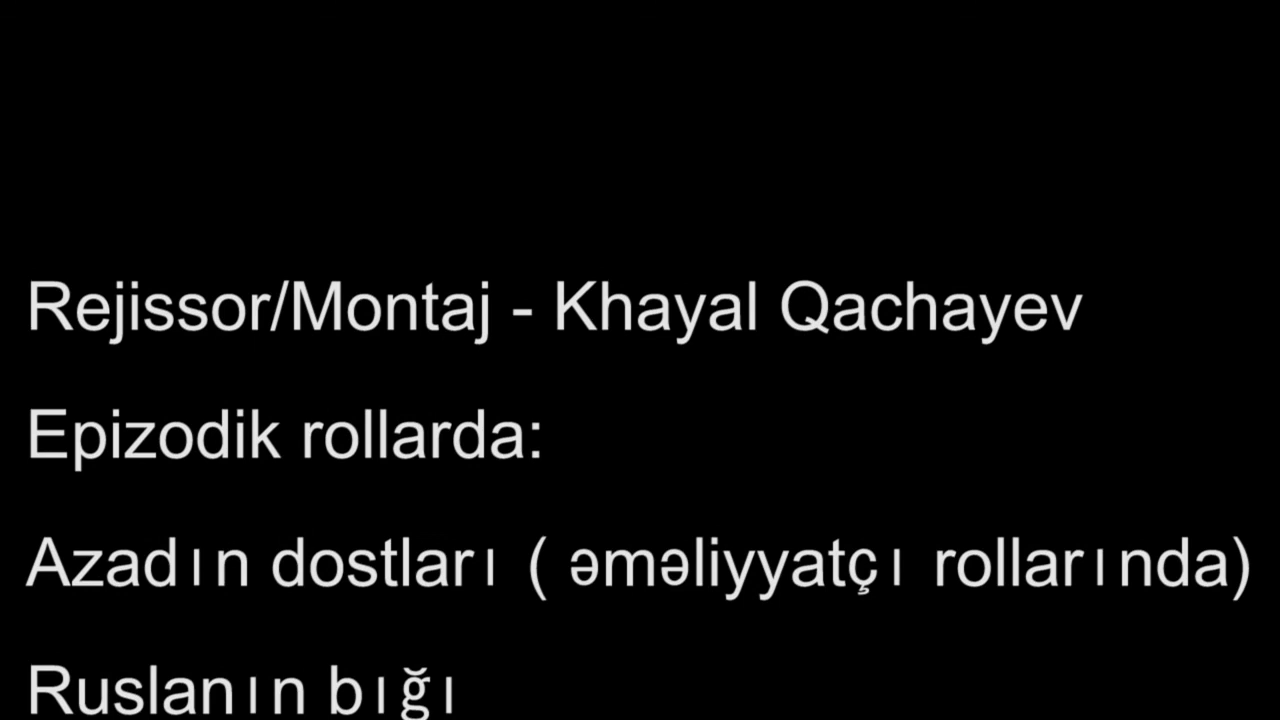 Rejissor/Montaj - Khayal Qachayev
Epizodik rollarda:
Azadın dostları ( əməliyyatçı rollarında)
Ruslanın bığı